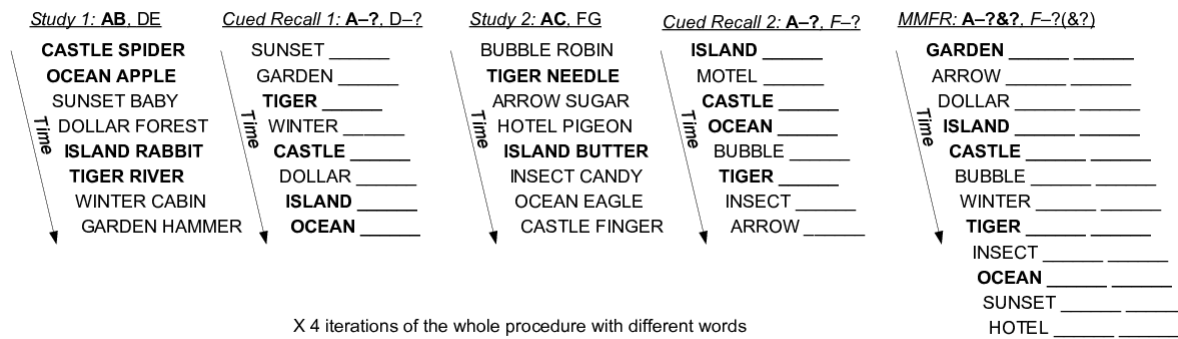 Study 1: AB, DE
CASTLE SPIDER
OCEAN APPLE
SUNSET BABY
DOLLAR FOREST
ISLAND RABBIT
TIGER RIVER
WINTER CABIN
GARDEN HAMMER
Time
Cued Recall 1: A–?, D–?
SUNSET ______
GARDEN ______
TIGER ______
WINTER ______
CASTLE ______
DOLLAR ______
ISLAND ______
OCEAN ______
Time
Study 2: AC, FG
BUBBLE ROBIN
TIGER NEEDLE
ARROW SUGAR
HOTEL PIGEON
ISLAND BUTTER
INSECT CANDY
OCEAN EAGLE
CASTLE FINGER
Time
Cued Recall 2: A–?, F–?
ISLAND ______
MOTEL ______
CASTLE ______
OCEAN ______
BUBBLE ______
TIGER ______
INSECT ______
ARROW ______
Time
MMFR: A–?&?, F–?(&?)
GARDEN ______ ______
ARROW ______ ______
DOLLAR ______ ______
ISLAND ______ ______
CASTLE ______ ______
BUBBLE ______ ______
WINTER ______ ______
TIGER ______ ______
INSECT ______ ______
OCEAN ______ ______
SUNSET ______ ______
HOTEL ______ ______
Time
X 4 iterations of the whole procedure with different words